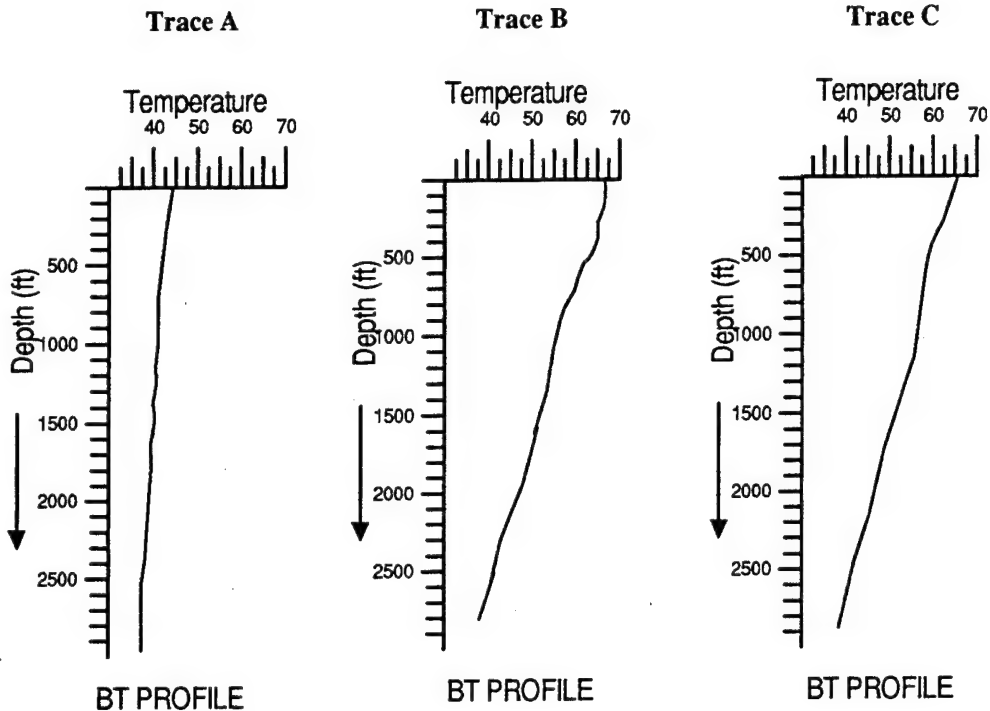 Trace A
Temperature
40 50 60 70
Depth (ft)
500
1000
1500
2000
2500
BT PROFILE
Trace B
Temperature
40 50 60 70
Depth (ft)
500
1000
1500
2000
2500
BT PROFILE
Trace C
Temperature
40 50 60 70
Depth (ft)
500
1000
1500
2000
2500
BT PROFILE